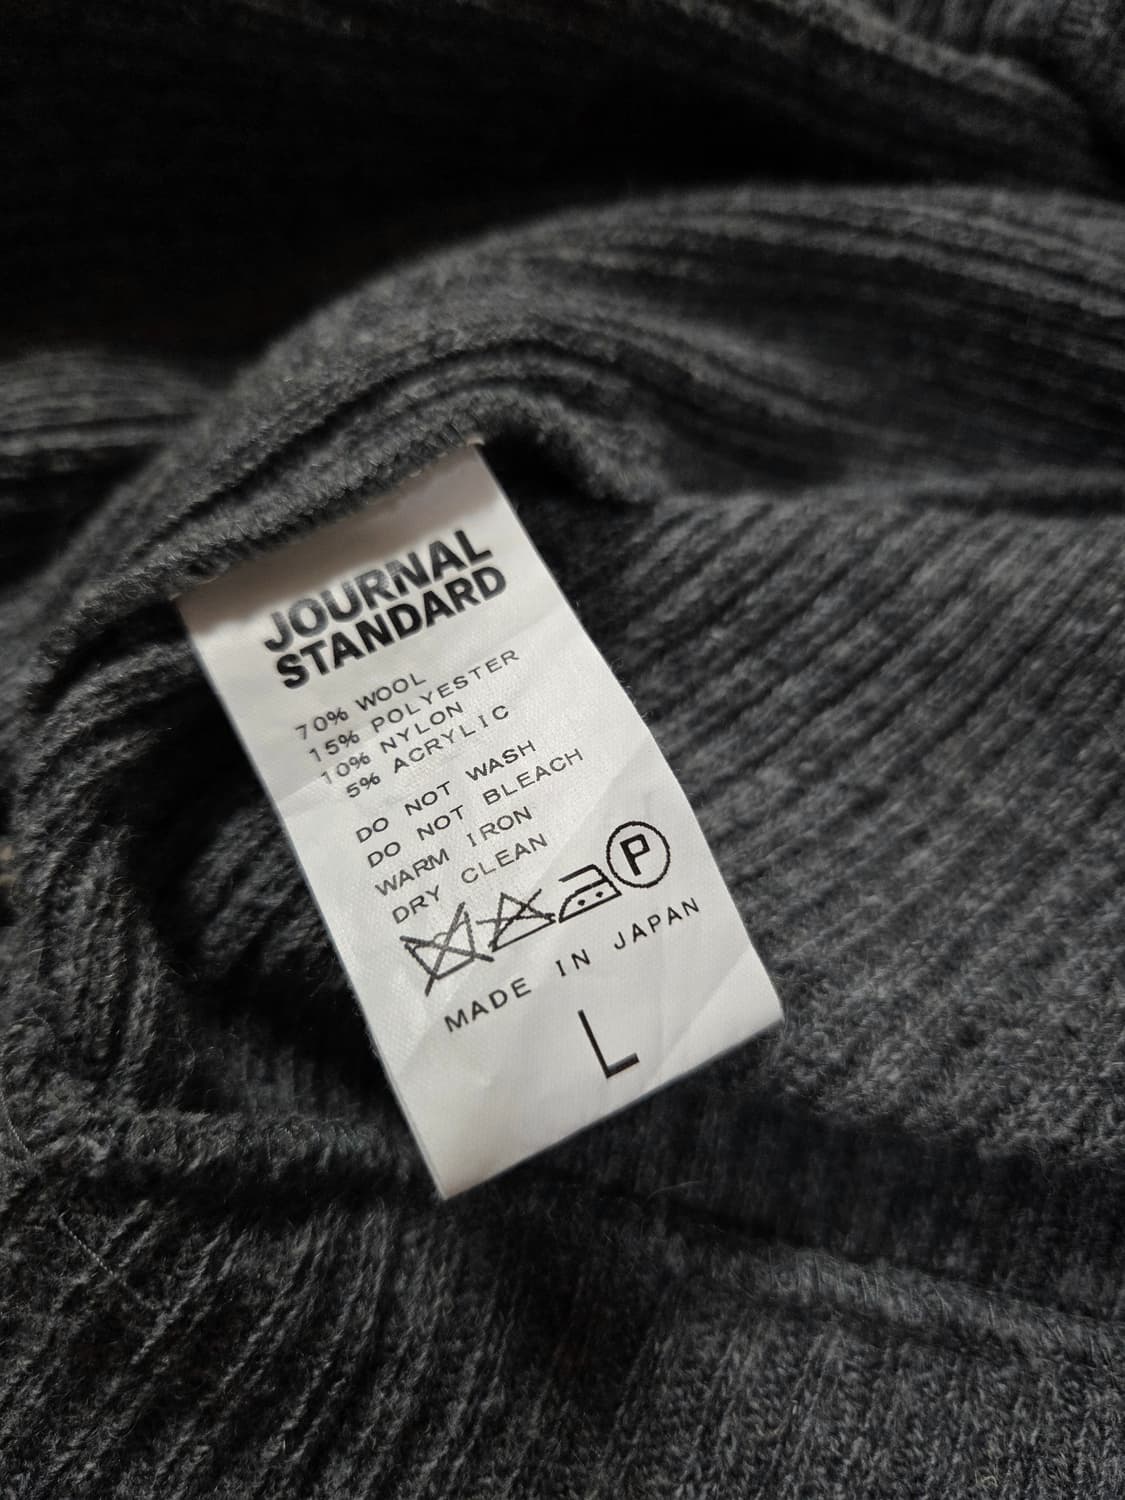 JOURNAL
STANDARD
70% WOOL
15% POLYESTER
10% NYLON
5% ACRYLIC
DO NOT WASH
DO NOT BLEACH
WARM IRON
DRY CLEAN
P
MADE IN JAPAN
L